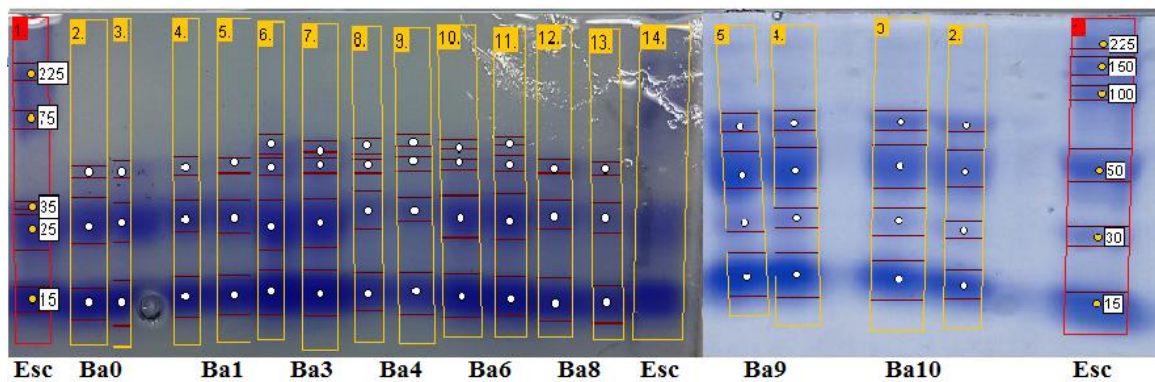 1. 2. 3. 4. 5. 6. 7. 8. 9. 10. 11. 12. 13. 14. 5 4. 3 2. 1
225 75 35 25 15
225 150 100 50 30 15
Esc Ba0 Ba1 Ba3 Ba4 Ba6 Ba8 Esc Ba9 Ba10 Esc